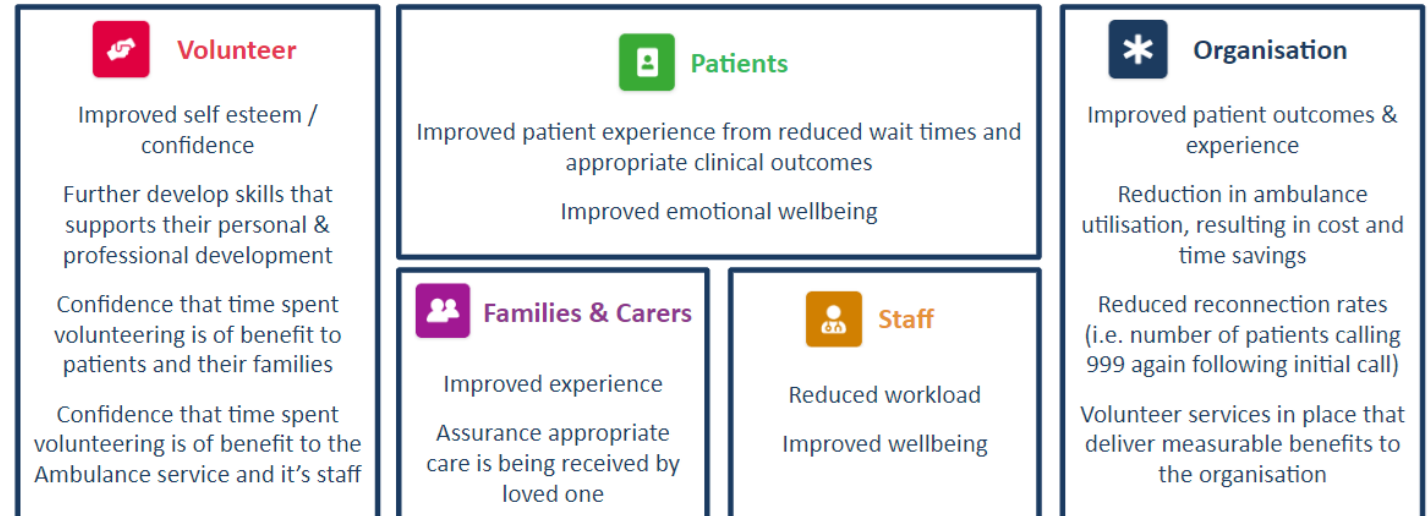 Volunteer
Improved self esteem /
confidence
Further develop skills that
supports their personal &
professional development
Confidence that time spent
volunteering is of benefit to
patients and their families
Confidence that time spent
volunteering is of benefit to the
Ambulance service and it's staff
Patients
Improved patient experience from reduced wait times and
appropriate clinical outcomes
Improved emotional wellbeing
Families & Carers
Improved experience
Assurance appropriate
care is being received by
loved one
Staff
Reduced workload
Improved wellbeing
Organisation
Improved patient outcomes &
experience
Reduction in ambulance
utilisation, resulting in cost and
time savings
Reduced reconnection rates
(i.e. number of patients calling
999 again following initial call)
Volunteer services in place that
deliver measurable benefits to
the organisation